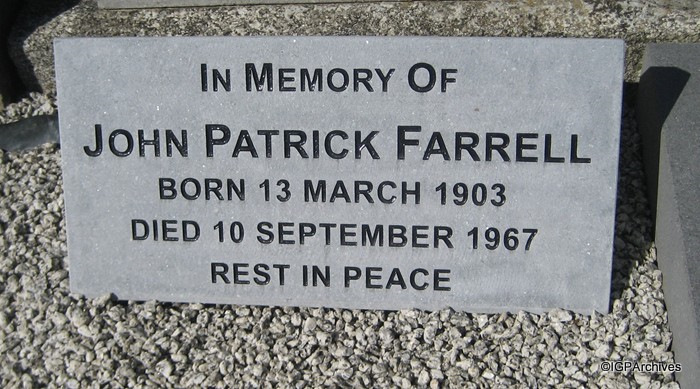 IN MEMORY OF
JOHN PATRICK FARRELL
BORN 13 MARCH 1903
DIED 10 SEPTEMBER 1967
REST IN PEACE
©IGPArchives